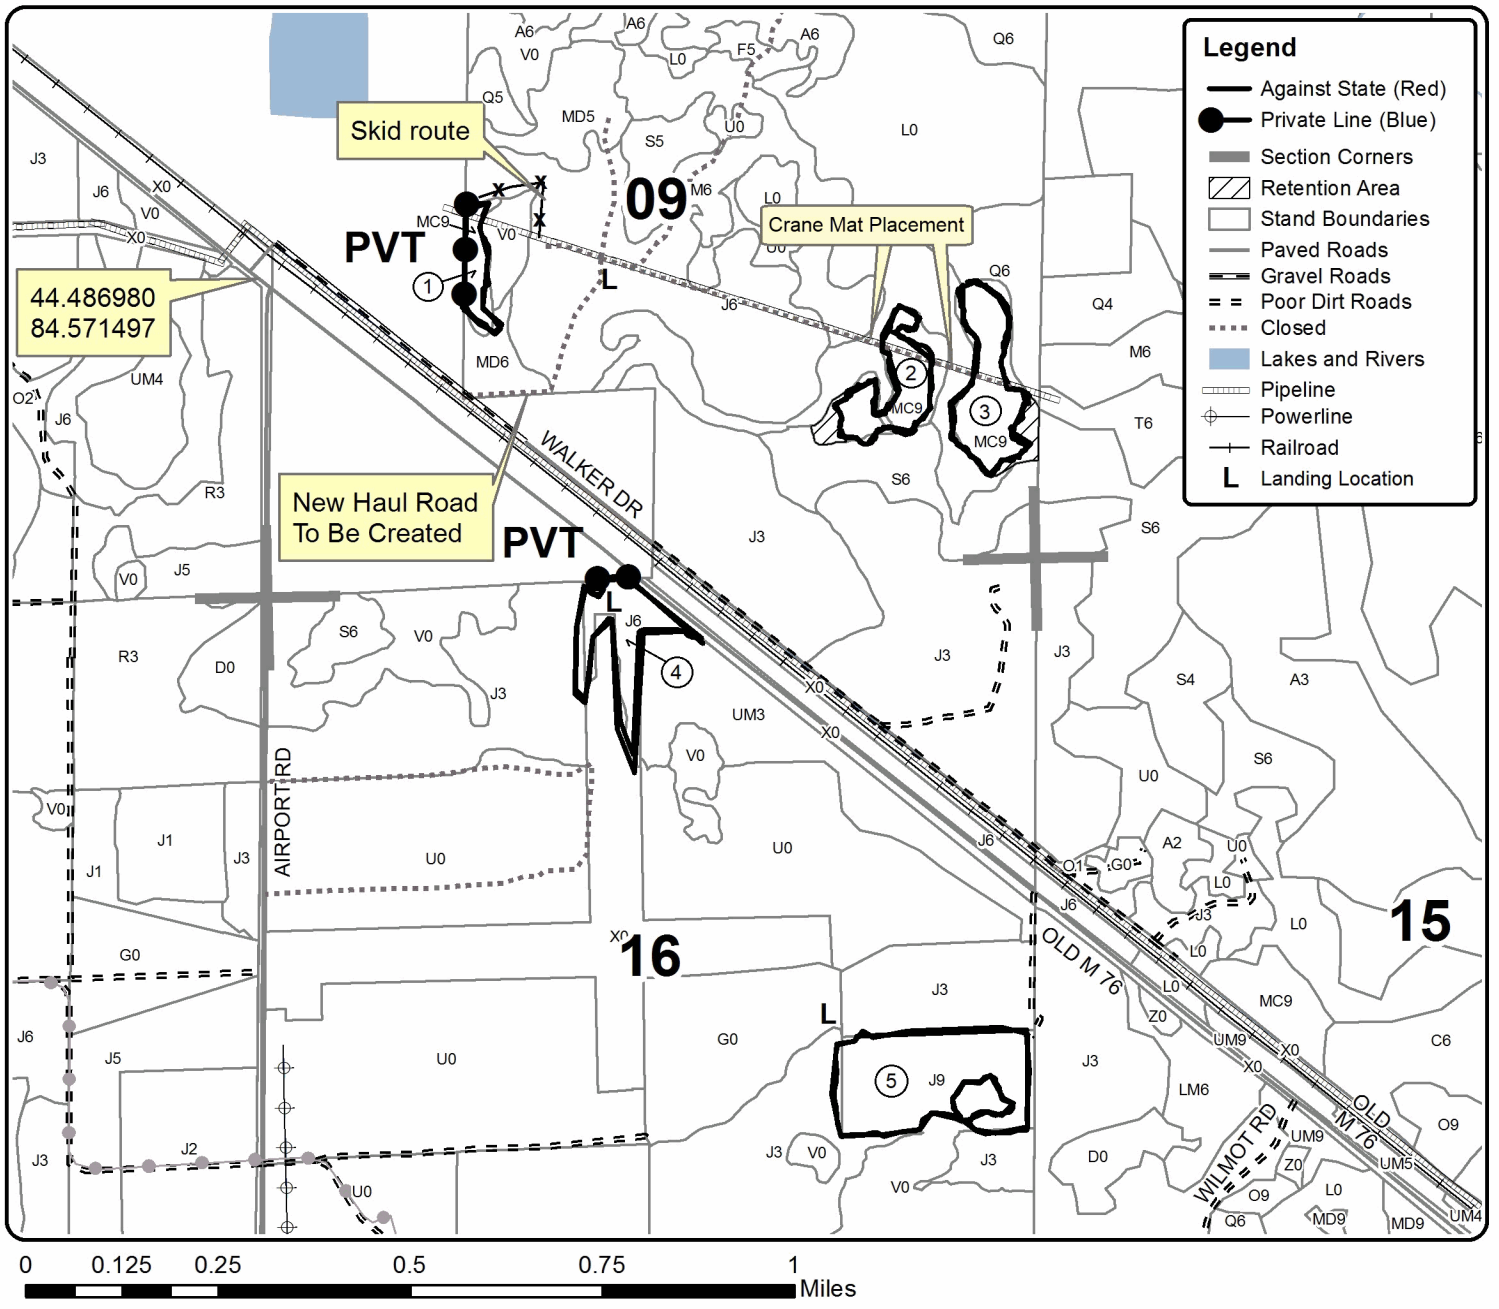 A6
A6
A6
V0
F5
L0
Q6
Q5
MD5
U0
S5
L0
Skid route
J3
J6
X0
V0
X0
x
x
x
MC9
V0
PVT
1
09
M6
L0
U0
Crane Mat Placement
Q6
L
J6
Q4
44.486980
84.571497
UM4
MD6
M6
O2
J6
2
MC9
3
MC9
T6
R3
S6
WALKER DR
New Haul Road
To Be Created
PVT
J3
S6
V0
J5
L
J6
R3
D0
S6
V0
J3
4
UM3
X0
X0
J3
J3
S4
A3
V0
U0
S6
V0
J1
J1
J3
AIRPORT RD
U0
U0
J6
O1
G0
A2
U0
L0
J6
J3
L0
L0
G0
X0
16
OLD M 76
15
J3
L0
Z0
MC9
J6
J5
U0
G0
L
5
J9
J3
UM9
X0
X0
C6
LM6
OLD
M 76
O9
J3
J2
U0
J3
V0
J3
V0
D0
WILMOT RD
UM9
Z0
UM5
O9
L0
Q6
MD9
MD9
UM4
Legend
Against State (Red)
Private Line (Blue)
Section Corners
Retention Area
Stand Boundaries
Paved Roads
Gravel Roads
Poor Dirt Roads
Closed
Lakes and Rivers
Pipeline
Powerline
Railroad
L Landing Location
0 0.125 0.25 0.5 0.75 1
Miles